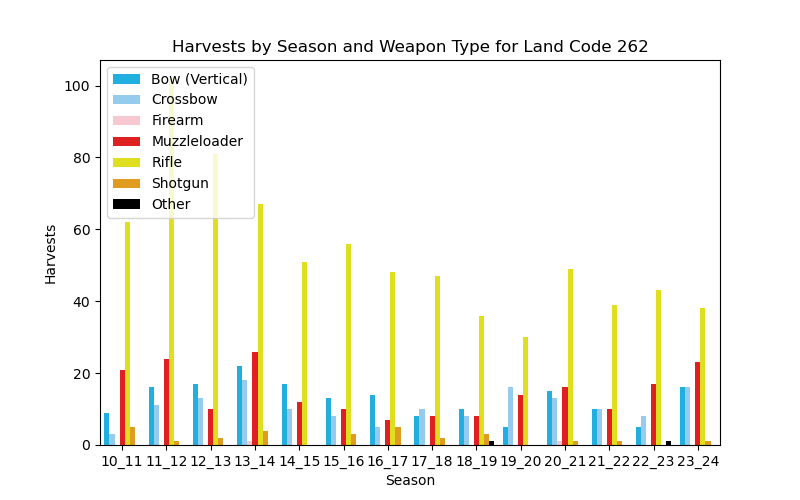 Harvests by Season and Weapon Type for Land Code 262
Bow (Vertical)
Crossbow
Firearm
Muzzleloader
Rifle
Shotgun
Other
100
80
60
40
20
0
Harvests
10_11 11_12 12_13 13_14 14_15 15_16 16_17 17_18 18_19 19_20 20_21 21_22 22_23 23_24
Season